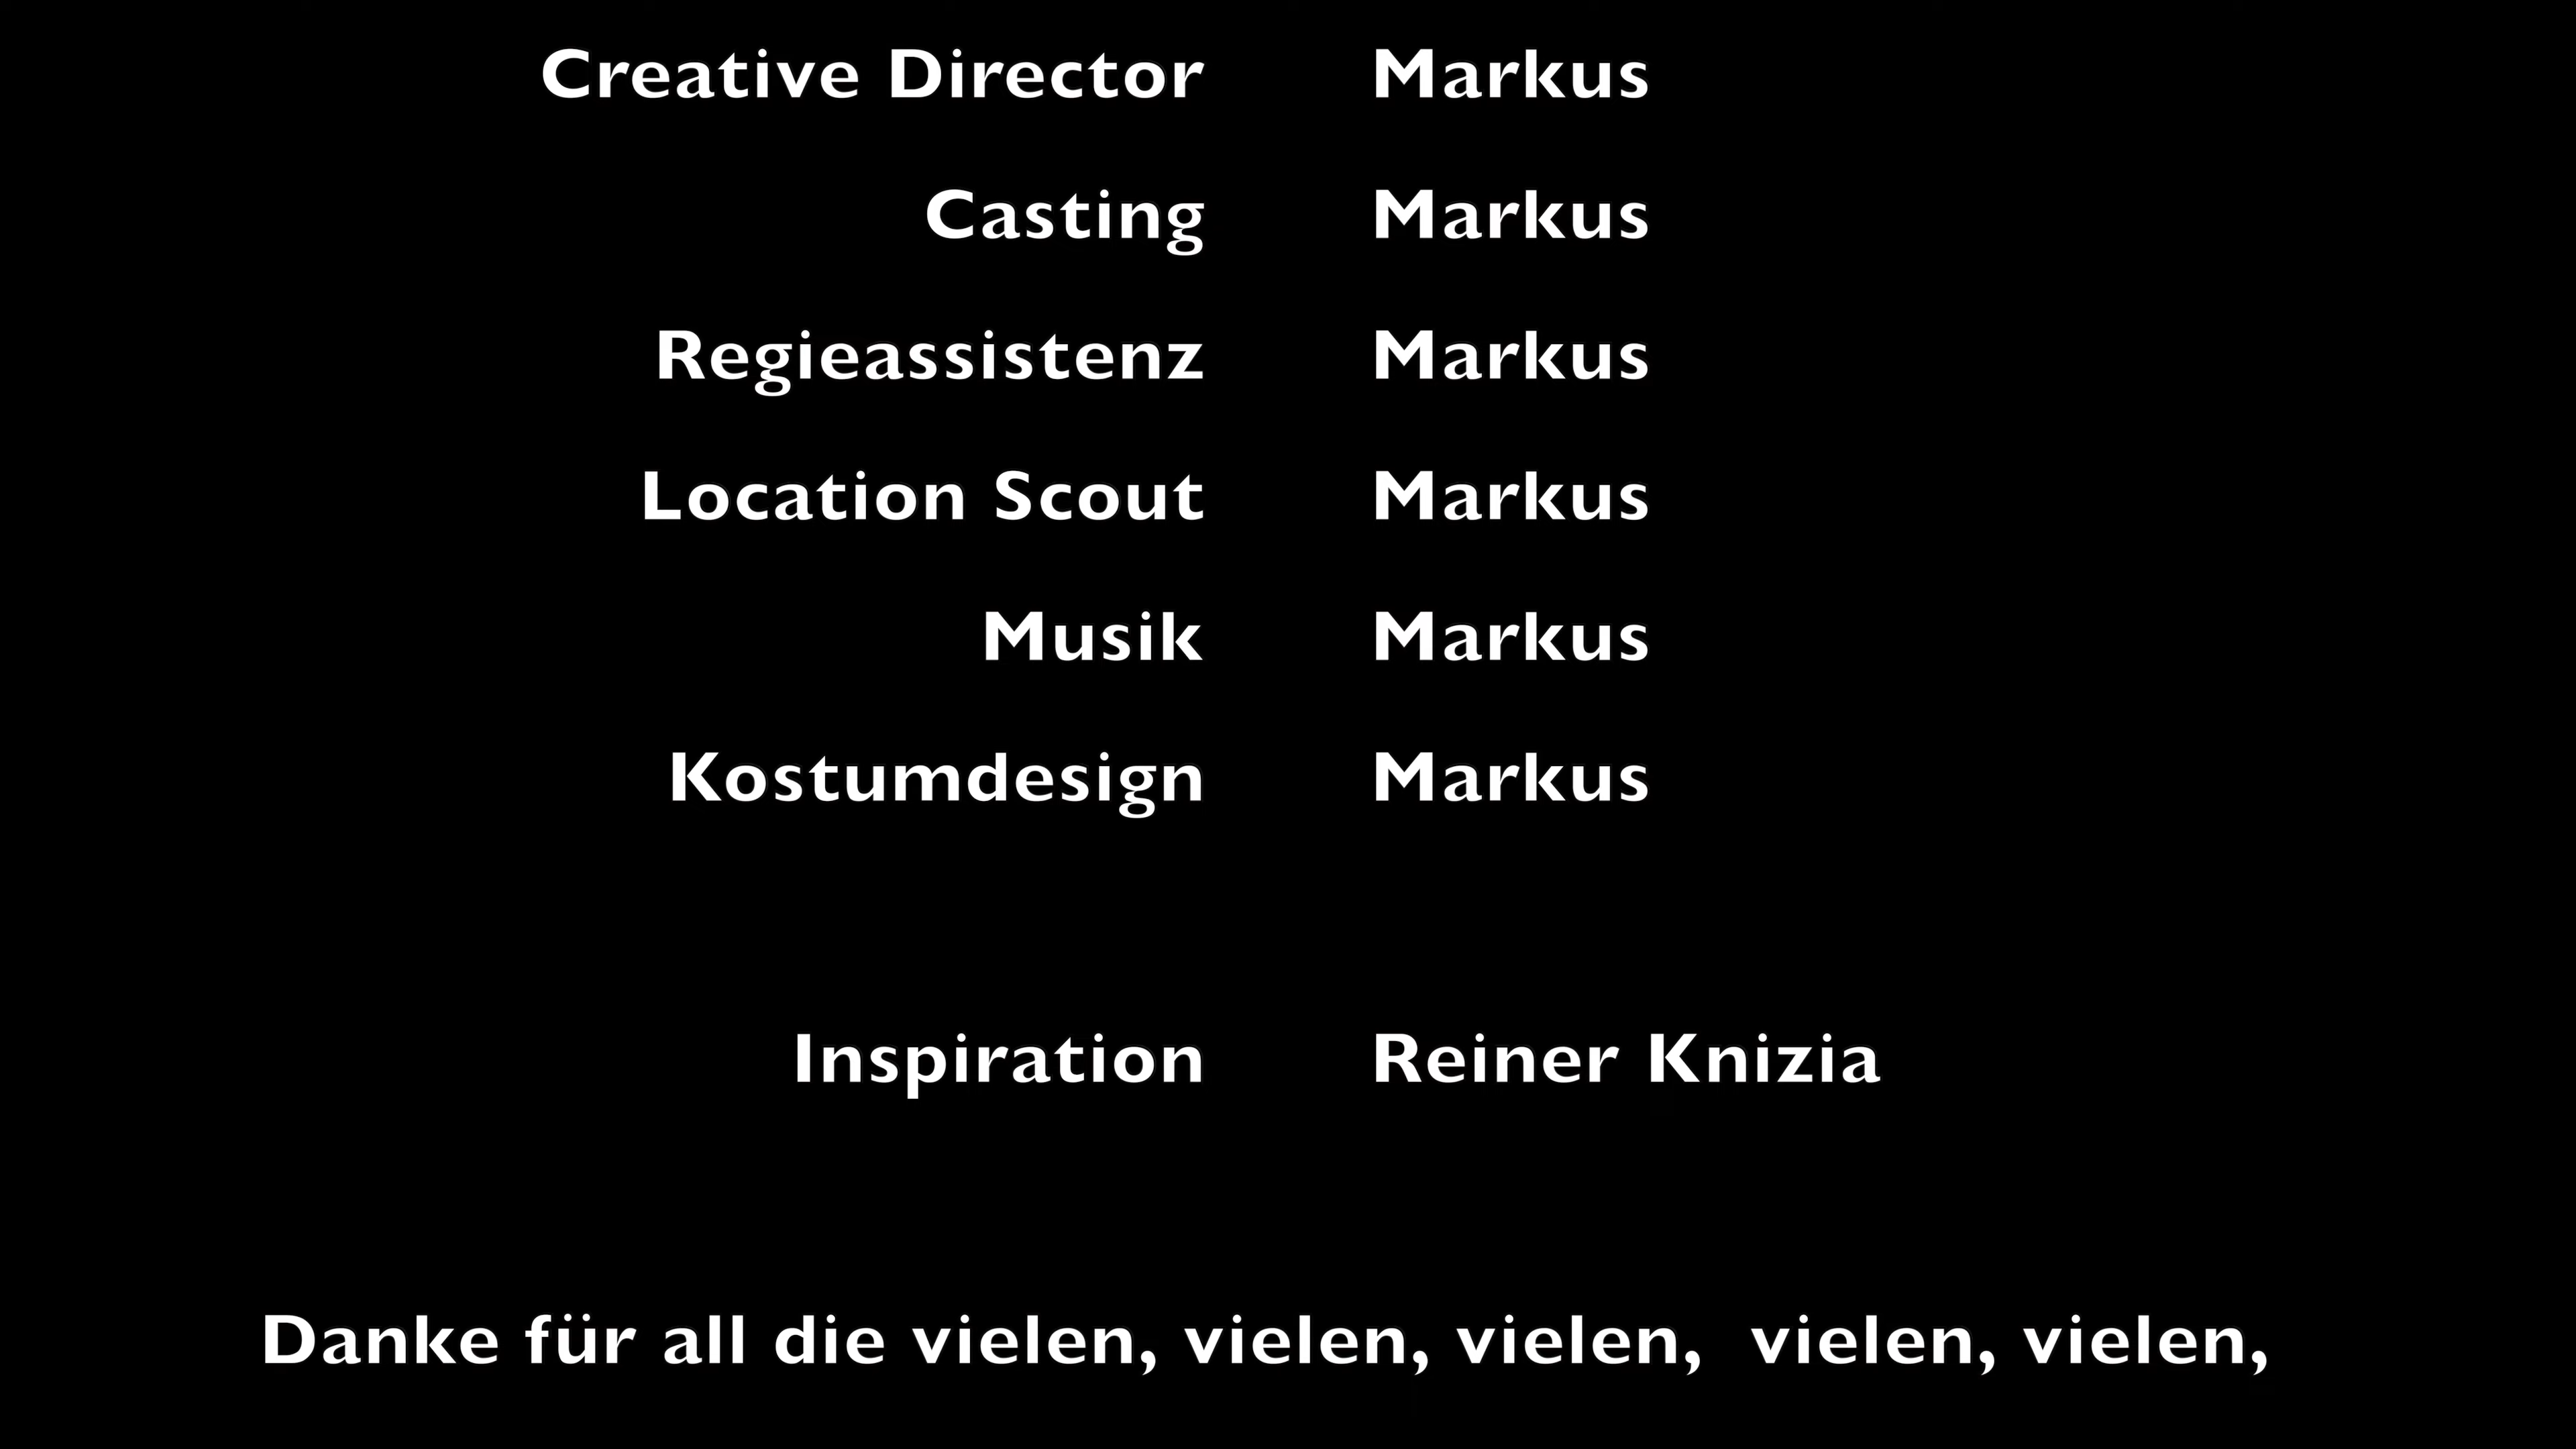 Creative Director Markus
Casting Markus
Regieassistenz Markus
Location Scout Markus
Musik Markus
Kostumdesign Markus
Inspiration Reiner Knizia
Danke für all die vielen, vielen, vielen,  vielen, vielen,